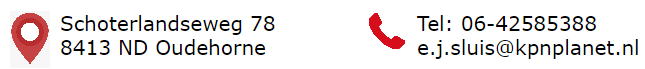 Schoterlandseweg 78
8413 ND Oudehorne
Tel: 06-42585388
e.j.sluis@kpnplanet.nl